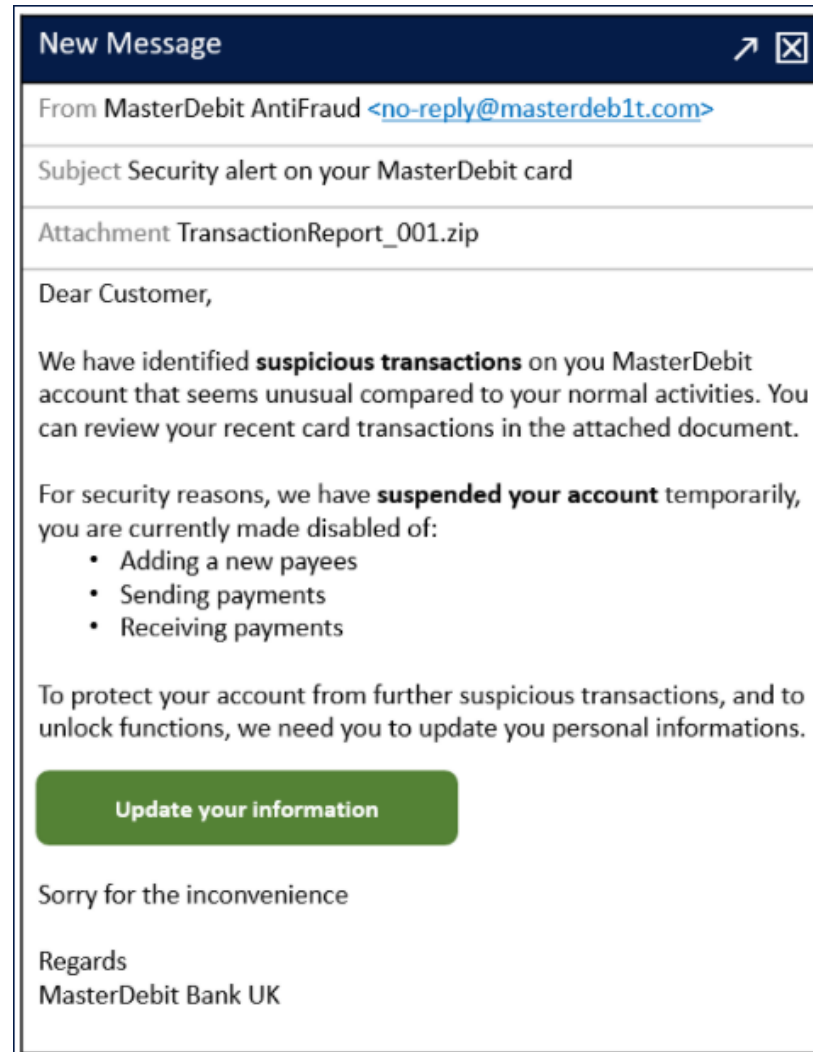 New Message
From MasterDebit AntiFraud <no-reply@masterdeb1t.com>
Subject Security alert on your MasterDebit card
Attachment TransactionReport_001.zip
Dear Customer,
We have identified suspicious transactions on you MasterDebit
account that seems unusual compared to your normal activities. You
can review your recent card transactions in the attached document.
For security reasons, we have suspended your account temporarily,
you are currently made disabled of:
• Adding a new payees
• Sending payments
• Receiving payments
To protect your account from further suspicious transactions, and to
unlock functions, we need you to update you personal informations.
Update your information
Sorry for the inconvenience
Regards
MasterDebit Bank UK